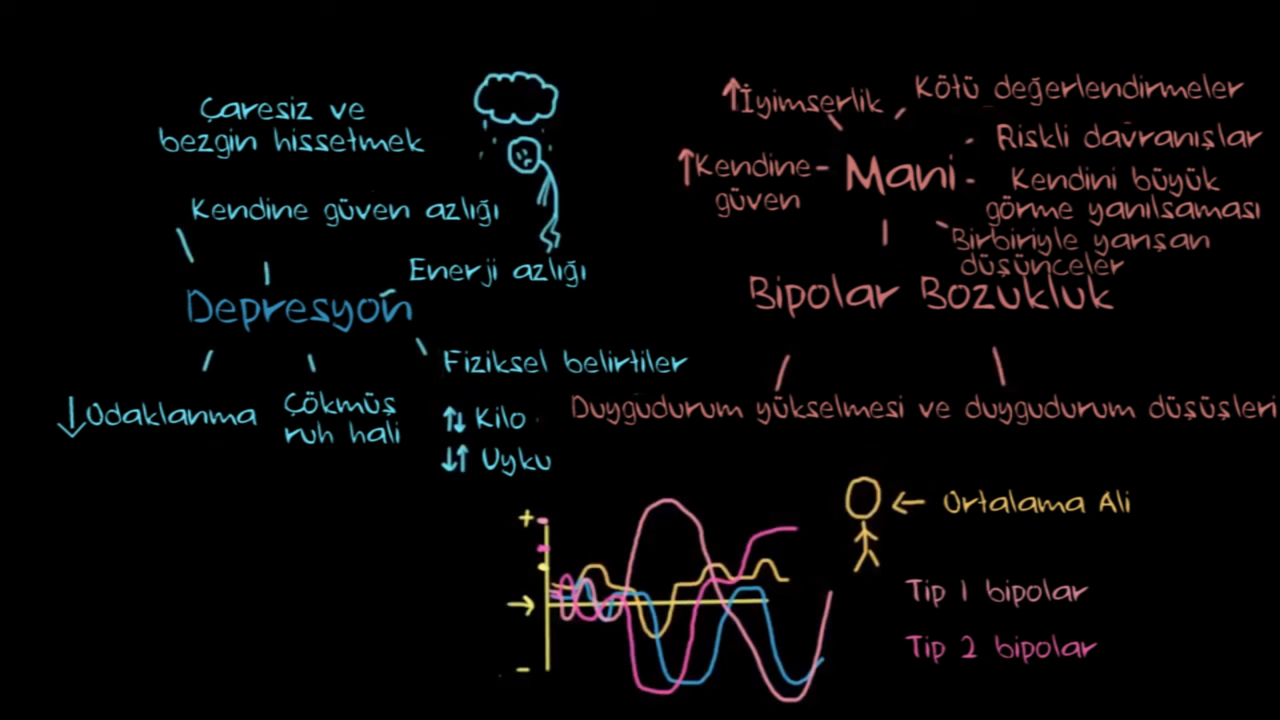 Çaresiz ve
bezgin hissetmek
Kendine güven azlığı
Enerji azlığı
Depresyon
Fiziksel belirtiler
↓Odaklanma
Çökmüş
ruh hali
↑↓ Kilo
↓↑ Uyku
↑İyimserlik
Kötü değerlendirmeler
Riskli davranışlar
↑Kendine
güven
Mani
Kendini büyük
görme yanılsaması
Birbiriyle yarışan
düşünceler
Bipolar Bozukluk
Duygudurum yükselmesi ve duygudurum düşüşleri
+
-
← Ortalama Ali
Tip 1 bipolar
Tip 2 bipolar